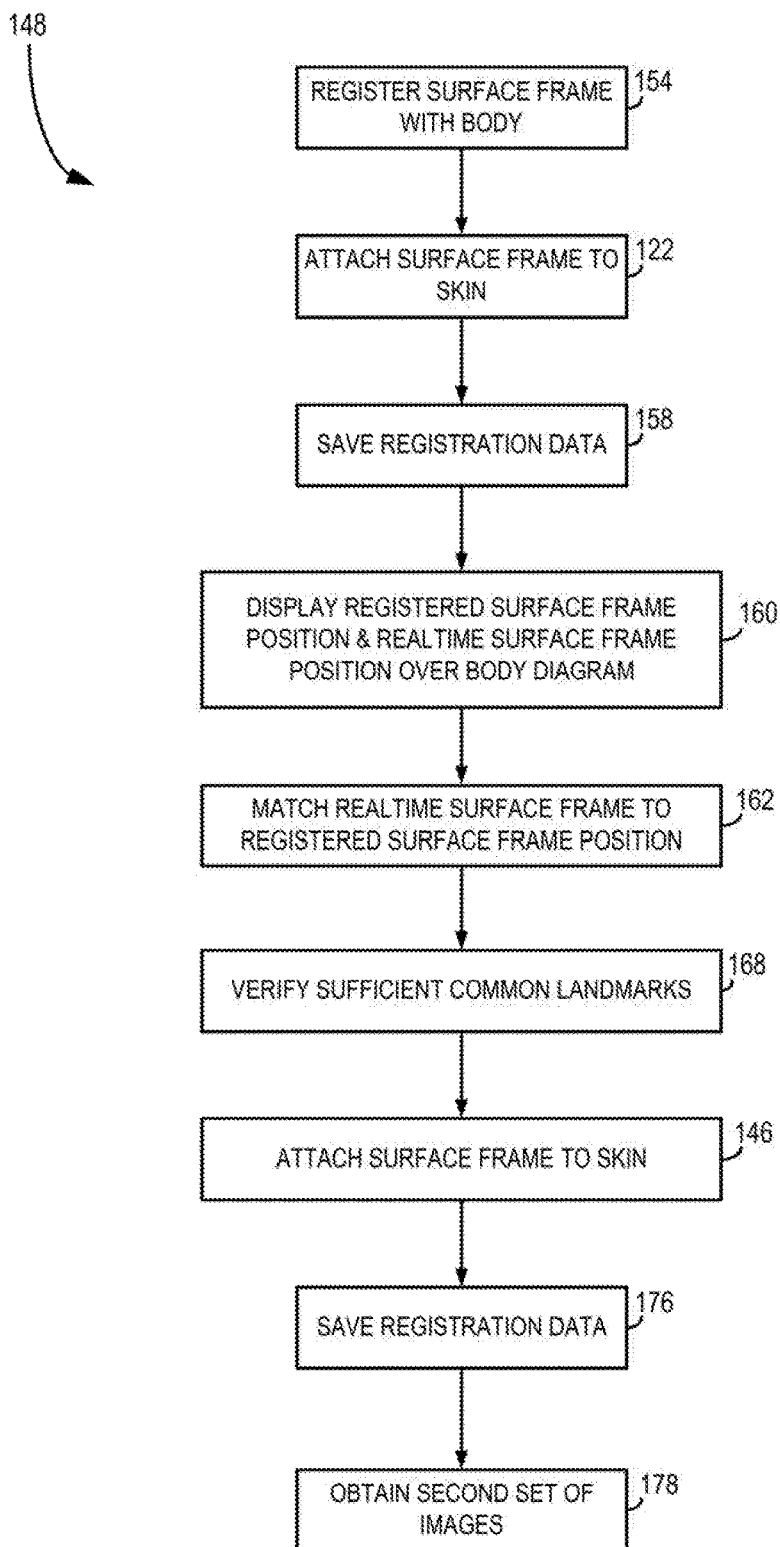 148
REGISTER SURFACE FRAME
WITH BODY
154
ATTACH SURFACE FRAME TO
SKIN
122
SAVE REGISTRATION DATA
158
DISPLAY REGISTERED SURFACE FRAME
POSITION & REALTIME SURFACE FRAME
POSITION OVER BODY DIAGRAM
160
MATCH REALTIME SURFACE FRAME TO
REGISTERED SURFACE FRAME POSITION
162
VERIFY SUFFICIENT COMMON LANDMARKS
168
ATTACH SURFACE FRAME TO SKIN
146
SAVE REGISTRATION DATA
176
OBTAIN SECOND SET OF
IMAGES
178